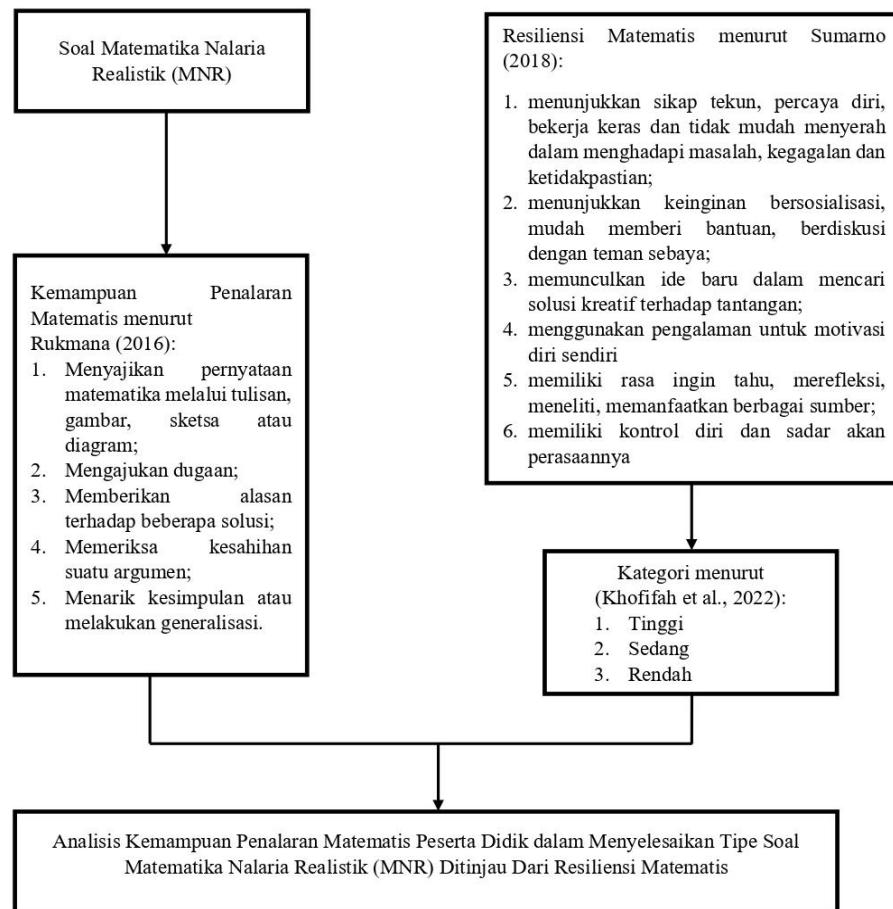 Soal Matematika Nalaria
Realistik (MNR)
Kemampuan Penalaran
Matematis menurut
Rukmana (2016):
1. Menyajikan pernyataan
matematika melalui tulisan,
gambar, sketsa atau
diagram;
2. Mengajukan dugaan;
3. Memberikan alasan
terhadap beberapa solusi;
4. Memeriksa kesahihan
suatu argumen;
5. Menarik kesimpulan atau
melakukan generalisasi.
Resiliensi Matematis menurut Sumarno
(2018):
1. menunjukkan sikap tekun, percaya diri,
bekerja keras dan tidak mudah menyerah
dalam menghadapi masalah, kegagalan dan
ketidakpastian;
2. menunjukkan keinginan bersosialisasi,
mudah memberi bantuan, berdiskusi
dengan teman sebaya;
3. memunculkan ide baru dalam mencari
solusi kreatif terhadap tantangan;
4. menggunakan pengalaman untuk motivasi
diri sendiri
5. memiliki rasa ingin tahu, merefleksi,
meneliti, memanfaatkan berbagai sumber;
6. memiliki kontrol diri dan sadar akan
perasaannya
Kategori menurut
(Khofifah et al., 2022):
1. Tinggi
2. Sedang
3. Rendah
Analisis Kemampuan Penalaran Matematis Peserta Didik dalam Menyelesaikan Tipe Soal
Matematika Nalaria Realistik (MNR) Ditinjau Dari Resiliensi Matematis